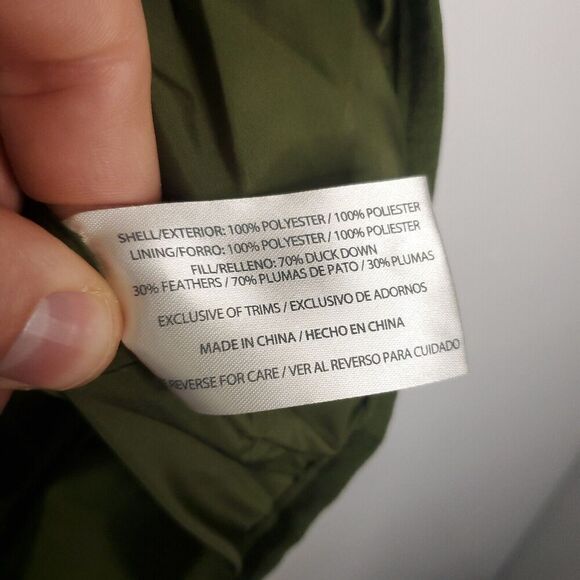 SHELL/EXTERIOR: 100% POLYESTER / 100% POLIESTER
LINING/FORRO: 100% POLYESTER / 100% POLIESTER
FILL/RELLENO: 70% DUCK DOWN
30% FEATHERS / 70% PLUMAS DE PATO / 30% PLUMAS
EXCLUSIVE OF TRIMS / EXCLUSIVO DE ADORNOS
MADE IN CHINA / HECHO EN CHINA
REVERSE FOR CARE / VER AL REVERSO PARA CUIDADO